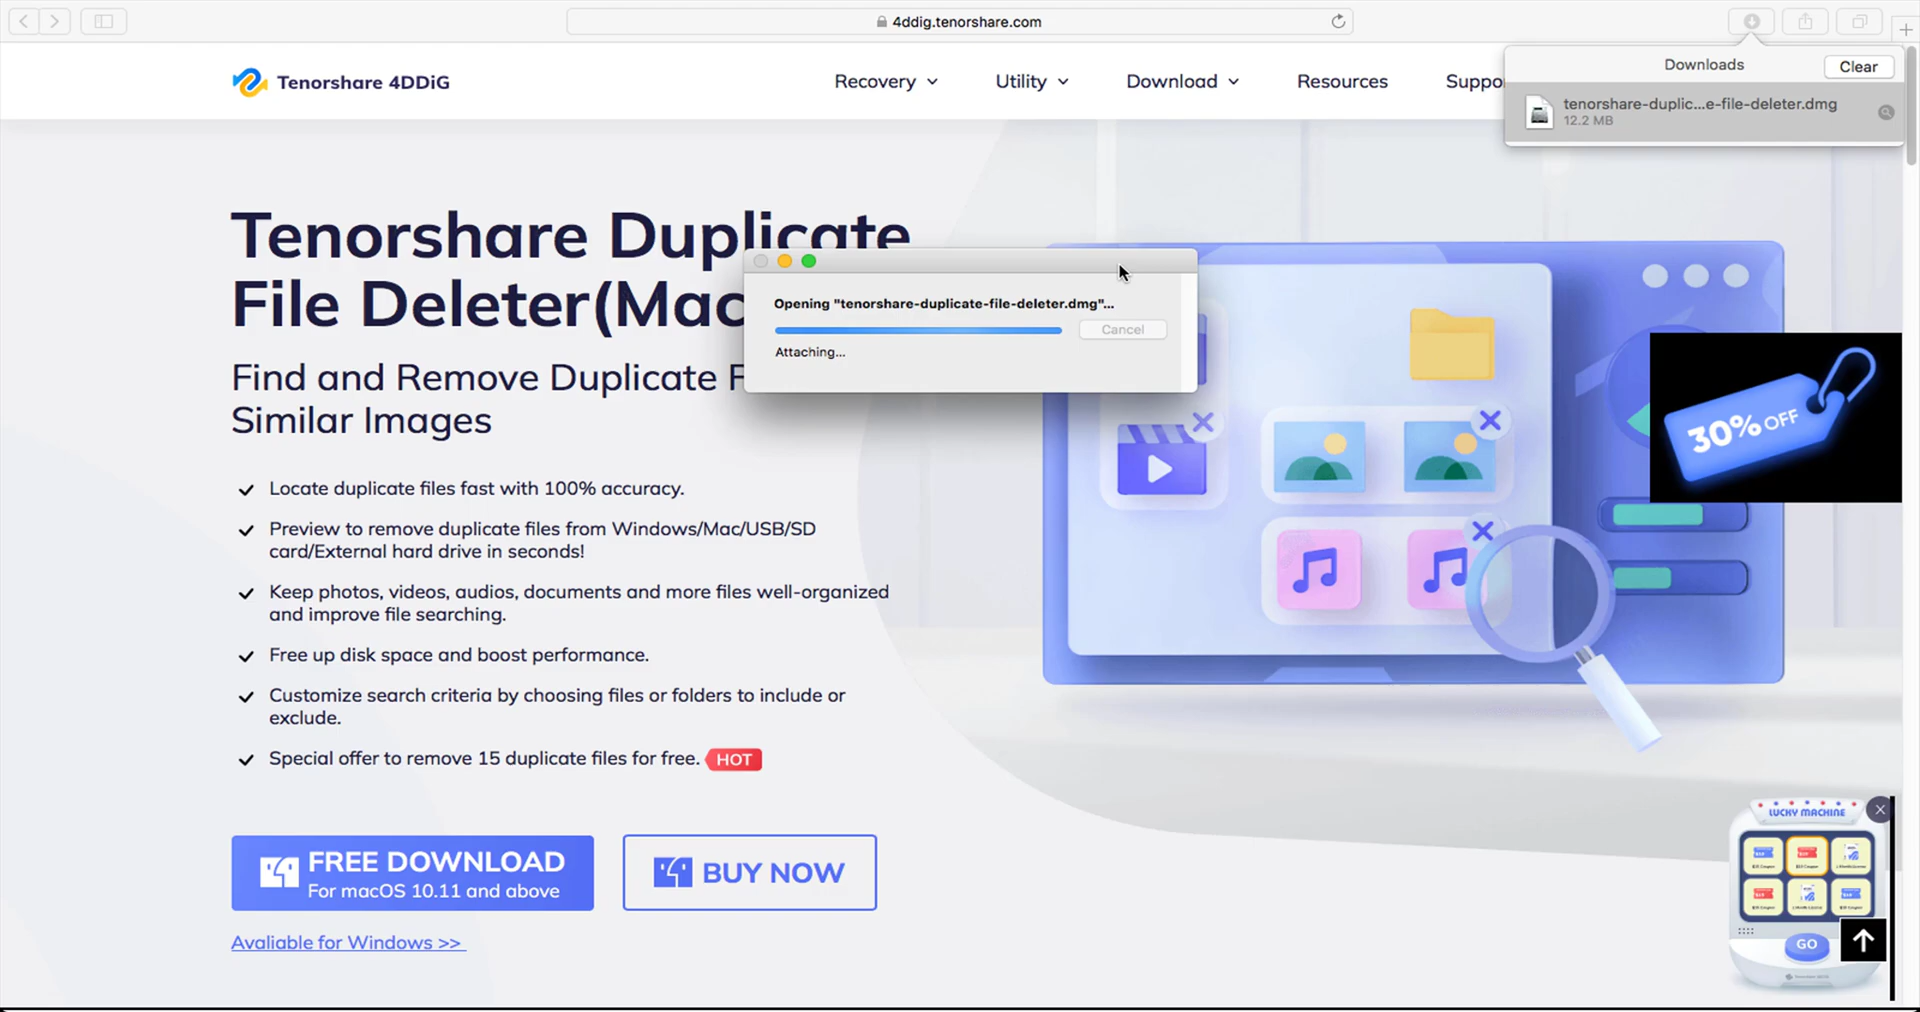 4ddig.tenorshare.com
Tenorshare 4DDiG
Recovery
Utility
Download
Resources
Suppo
Downloads
Clear
tenorshare-duplic...e-file-deleter.dmg
12.2 MB
Tenorshare Duplicate
File Deleter(Mac
Find and Remove Duplicate F
Similar Images
Opening "tenorshare-duplicate-file-deleter.dmg"...
Cancel
Attaching...
30% OFF
Locate duplicate files fast with 100% accuracy.
Preview to remove duplicate files from Windows/Mac/USB/SD
card/External hard drive in seconds!
Keep photos, videos, audios, documents and more files well-organized
and improve file searching.
Free up disk space and boost performance.
Customize search criteria by choosing files or folders to include or
exclude.
Special offer to remove 15 duplicate files for free. HOT
FREE DOWNLOAD
For macOS 10.11 and above
BUY NOW
Avaliable for Windows >>
LUCKY MACHINE
GO